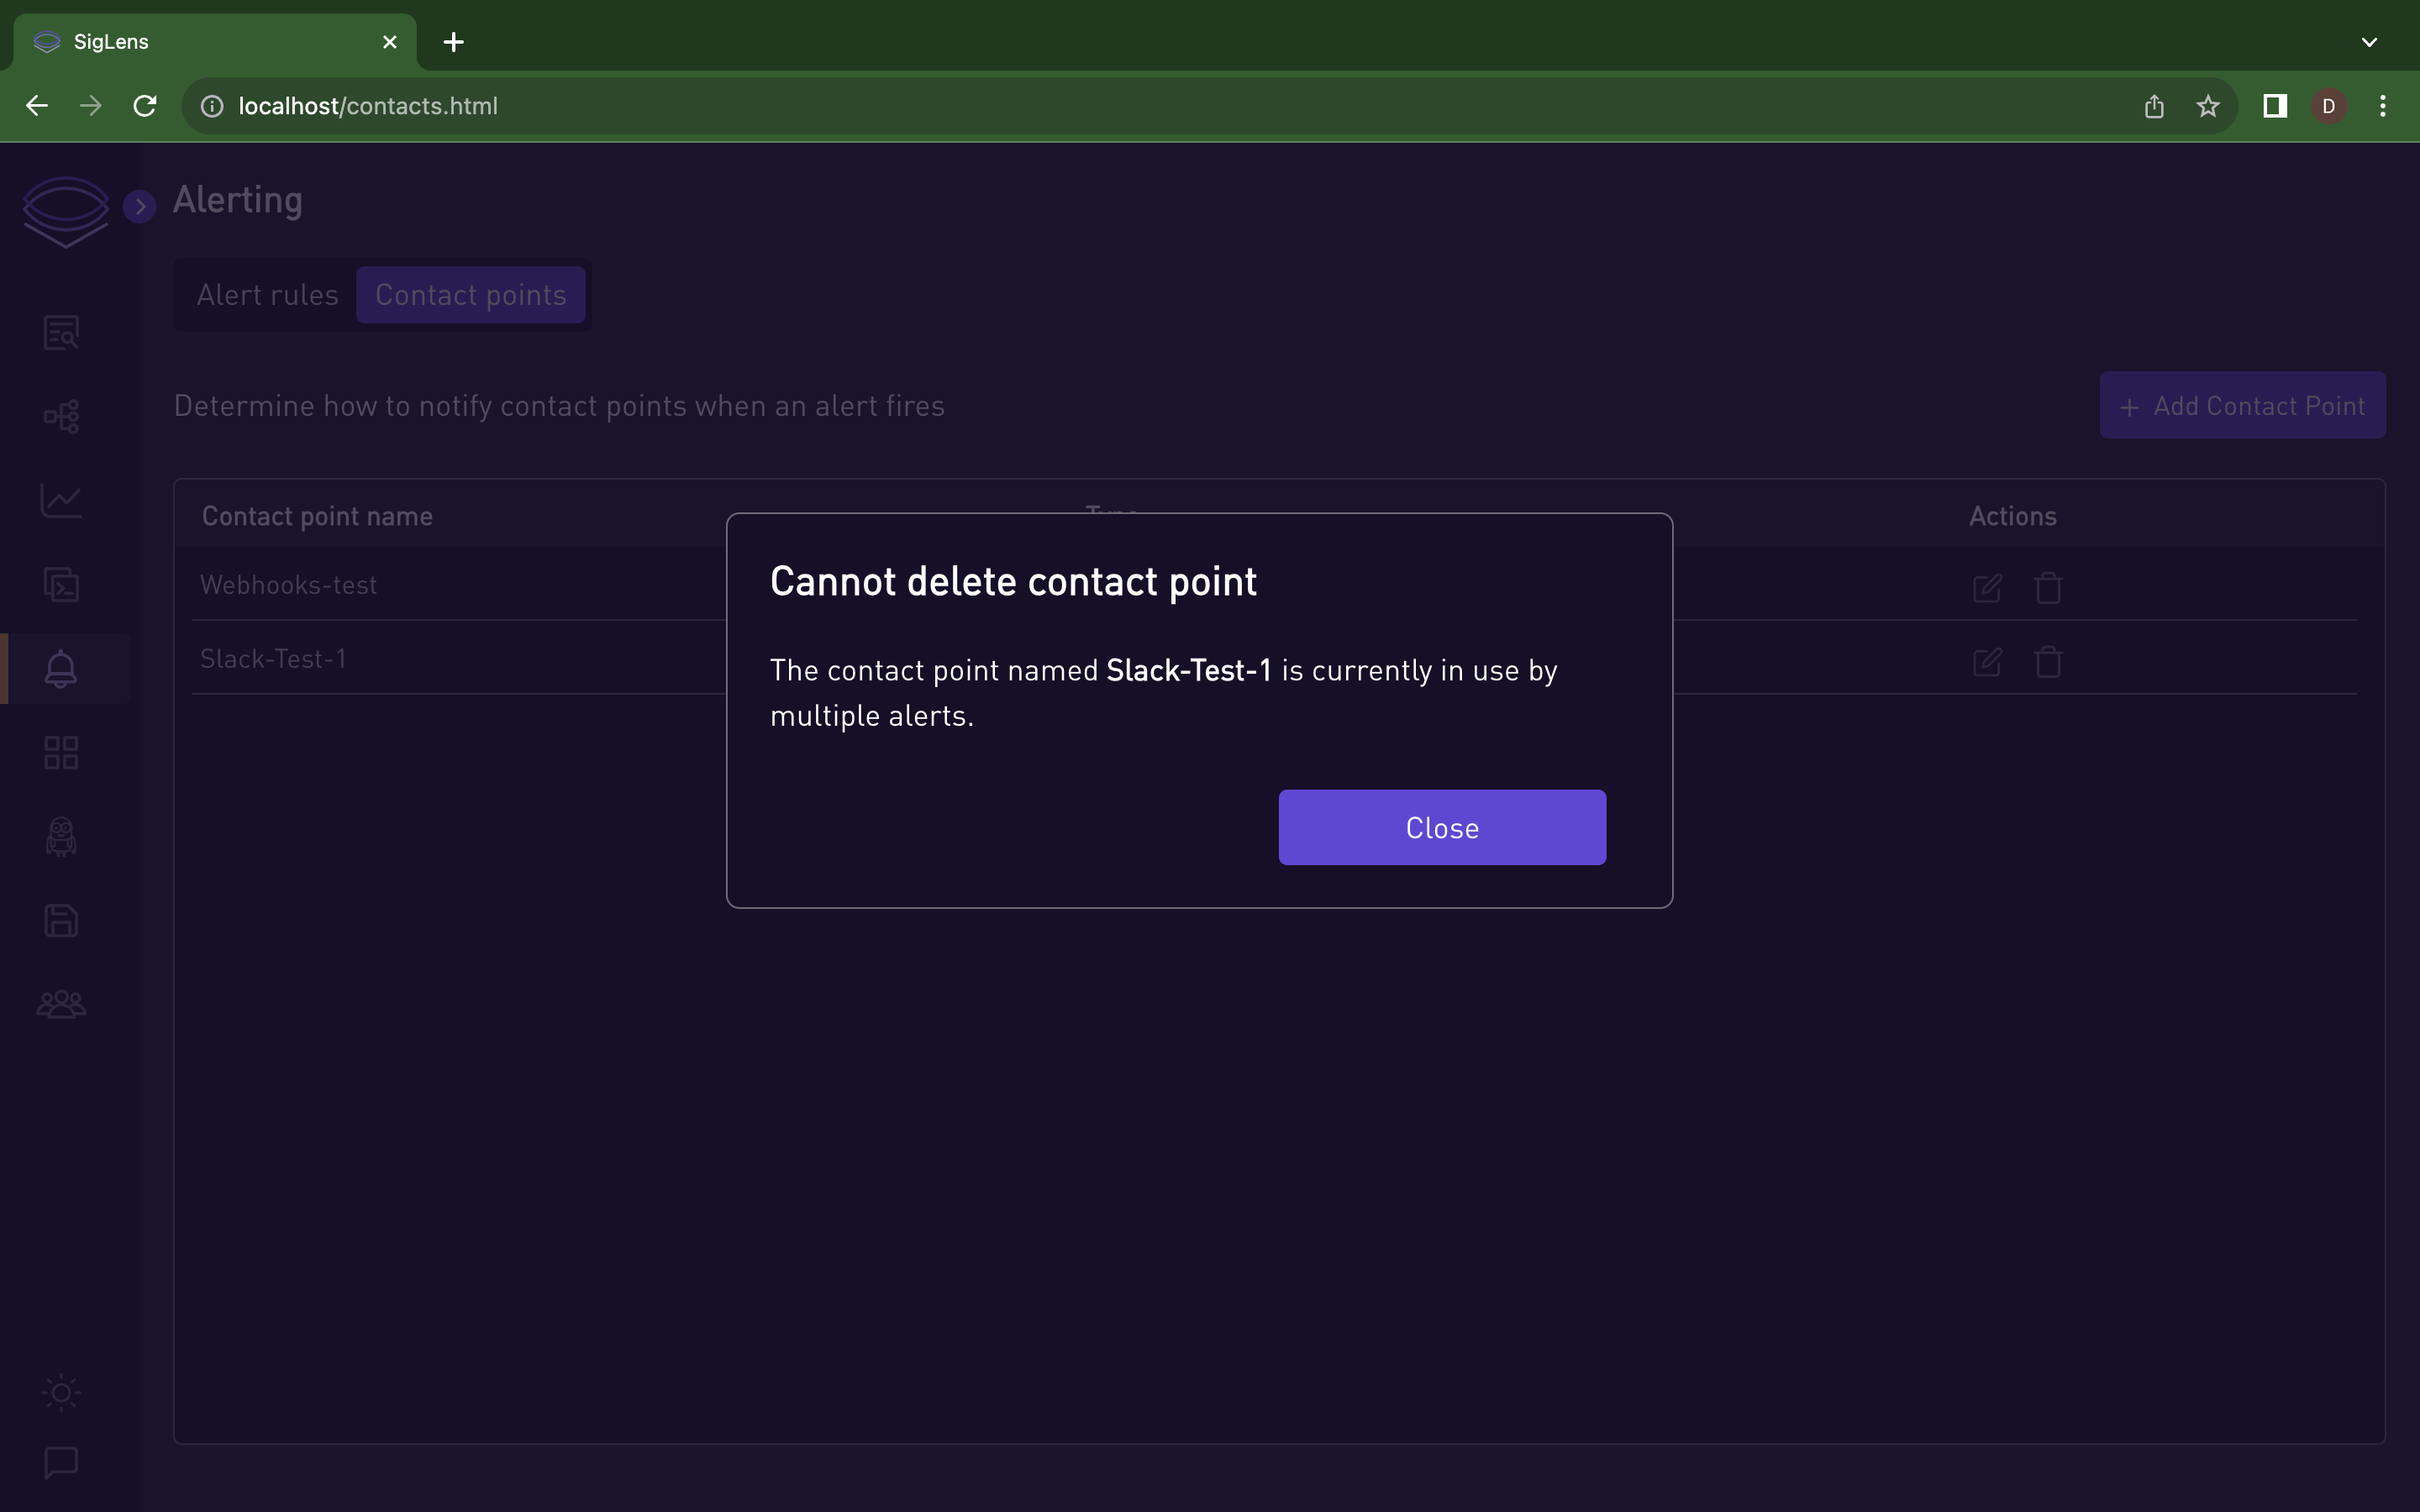 SigLens
localhost/contacts.html
D
Alerting
Alert rules
Contact points
Determine how to notify contact points when an alert fires
+ Add Contact Point
Contact point name
Actions
Webhooks-test
Slack-Test-1
Cannot delete contact point
The contact point named Slack-Test-1 is currently in use by
multiple alerts.
Close